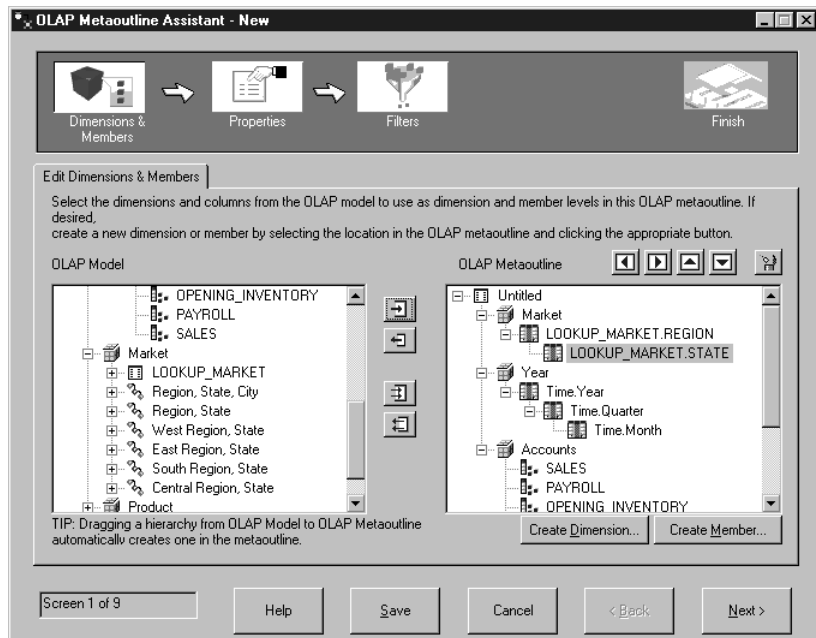 OLAP Metaoutline Assistant - New
Dimensions &
Members
Properties
Filters
Finish
Edit Dimensions & Members
Select the dimensions and columns from the OLAP model to use as dimension and member levels in this OLAP metaoutline. If
desired,
create a new dimension or member by selecting the location in the OLAP metaoutline and clicking the appropriate button.
OLAP Model
OPENING_INVENTORY
PAYROLL
SALES
Market
LOOKUP_MARKET
Region, State, City
Region, State
West Region, State
East Region, State
South Region, State
Central Region, State
Product
TIP: Dragging a hierarchy from OLAP Model to OLAP Metaoutline
automatically creates one in the metaoutline.
OLAP Metaoutline
Untitled
Market
LOOKUP_MARKET.REGION
LOOKUP_MARKET.STATE
Year
Time.Year
Time.Quarter
Time.Month
Accounts
SALES
PAYROLL
OPENING_INVENTORY
Create Dimension...
Create Member...
Screen 1 of 9
Help
Save
Cancel
< Back
Next >